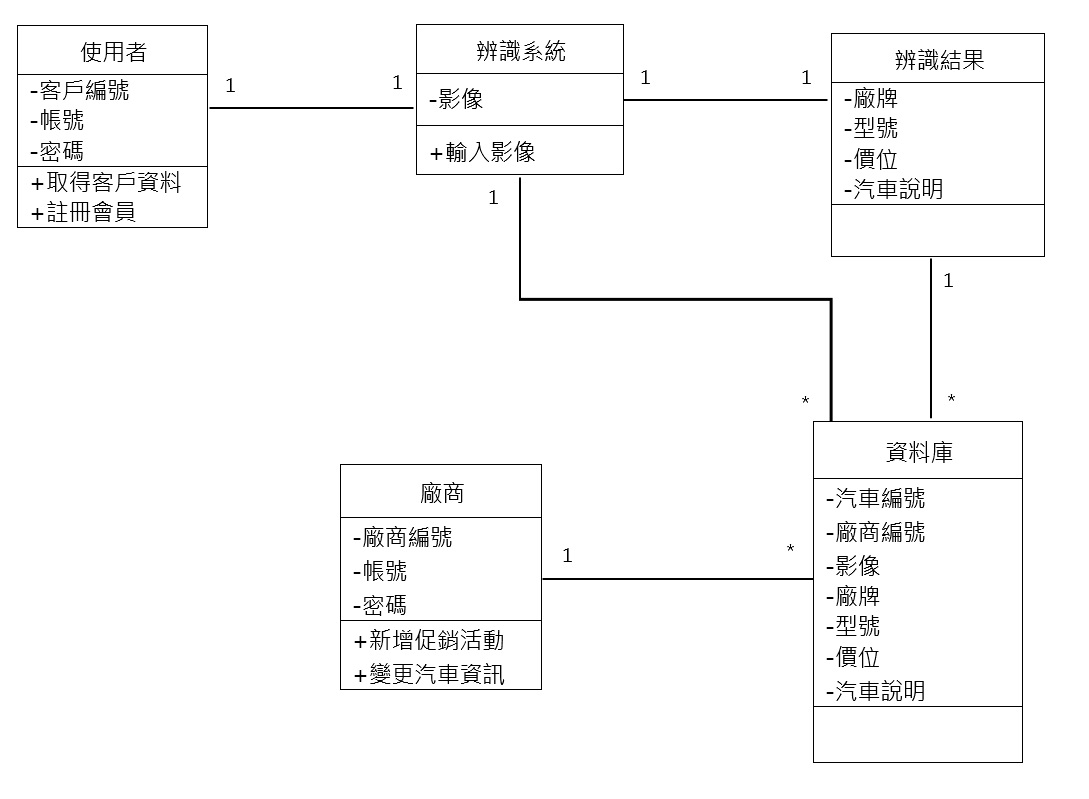 使用者
-客戶編號
-帳號
-密碼
+取得客戶資料
+註冊會員
1
1
辨識系統
-影像
+輸入影像
1
1
辨識結果
-廠牌
-型號
-價位
-汽車說明
1
1
*
*
廠商
-廠商編號
-帳號
-密碼
+新增促銷活動
+變更汽車資訊
1
*
資料庫
-汽車編號
-廠商編號
-影像
-廠牌
-型號
-價位
-汽車說明